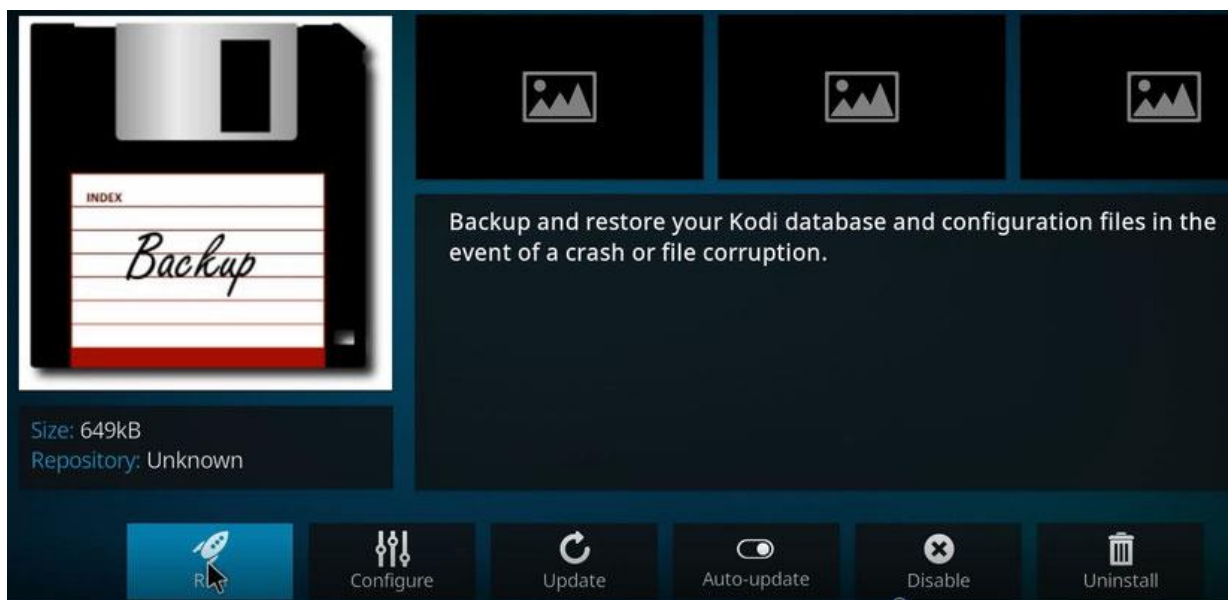 INDEX
Backup
Backup and restore your Kodi database and configuration files in the
event of a crash or file corruption.
Size: 649kB
Repository: Unknown
Configure
Update
Auto-update
Disable
Uninstall